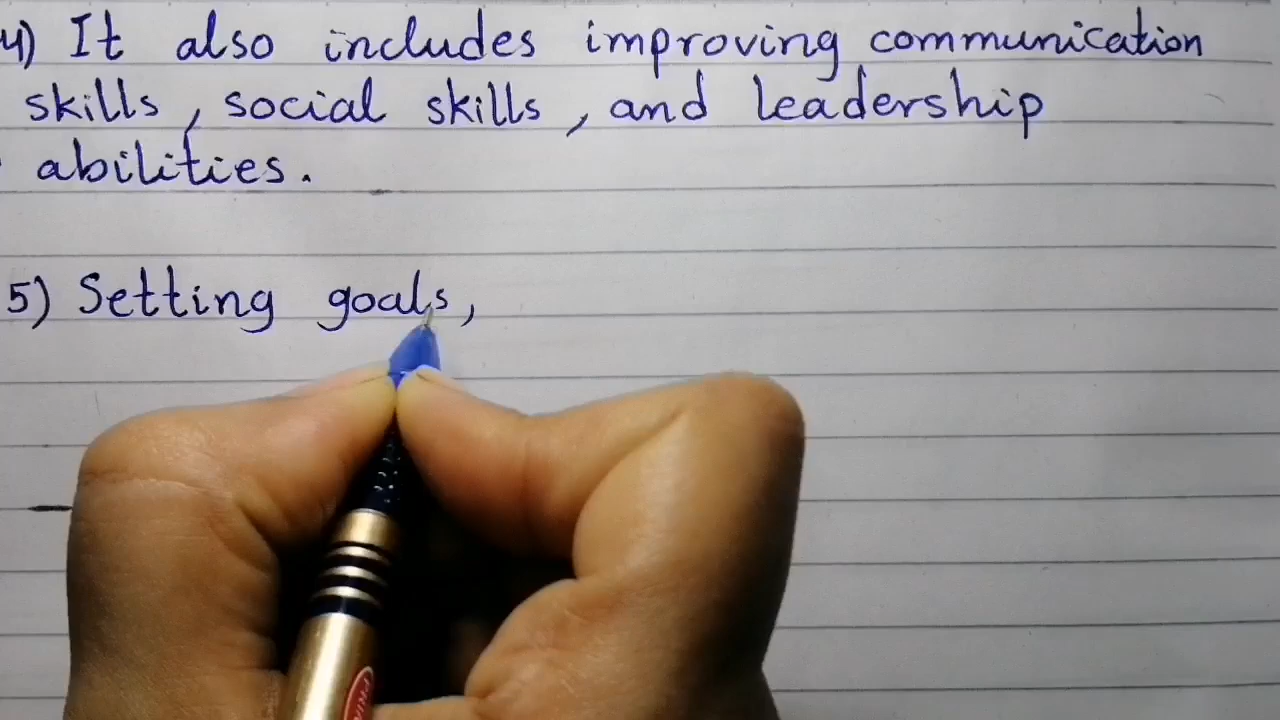 4) It also includes improving communication
skills, social skills, and leadership
abilities.
5) Setting goals,